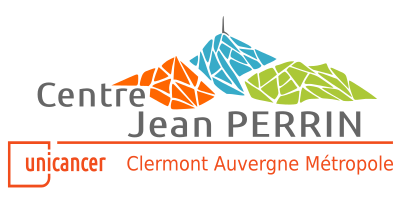 Centre
Jean PERRIN
unicancer
Clermont Auvergne Métropole